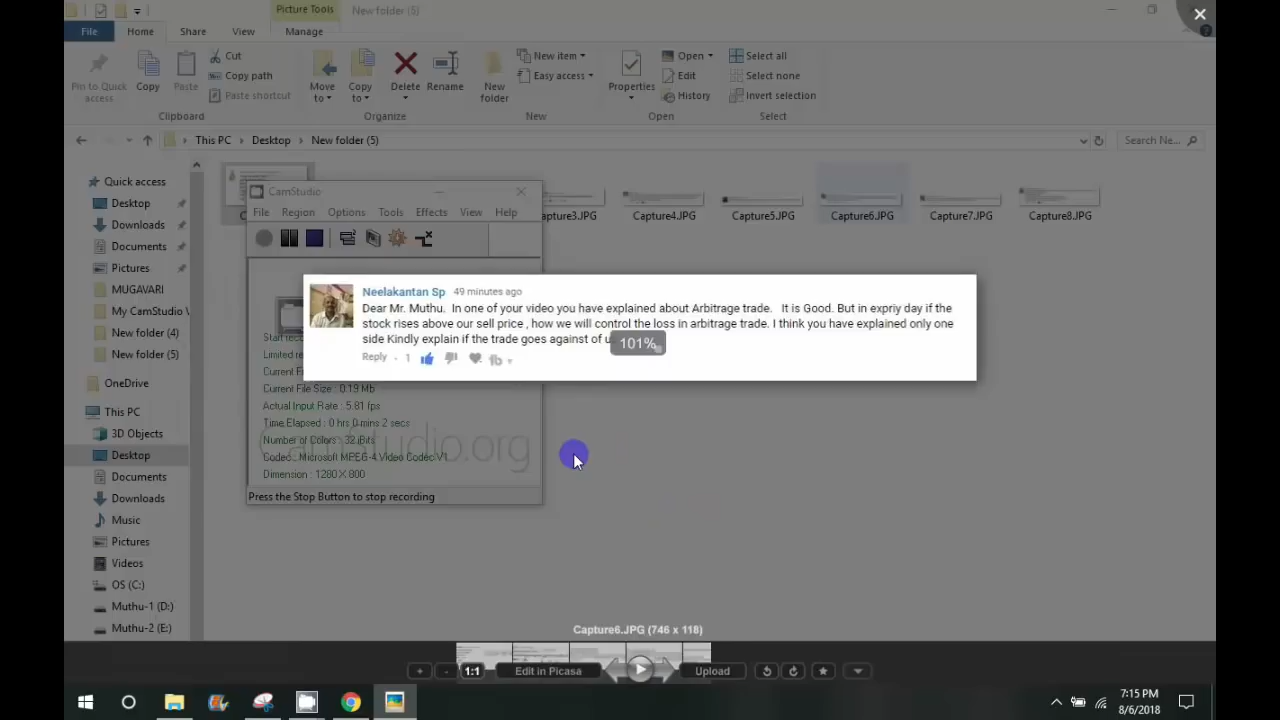 Picture Tools
New folder (5)
File
Home
Share
View
Manage
Pin to Quick access
Copy
Paste
Cut
Copy path
Paste shortcut
Clipboard
Move to
Copy to
Delete
Rename
Organize
New folder
New item
Easy access
New
Properties
Open
Edit
History
Open
Select all
Select none
Invert selection
Select
This PC
Desktop
New folder (5)
Search Ne...
Quick access
Desktop
Downloads
Documents
Pictures
MUGAVARI
My CamStudio V
New folder (4)
New folder (5)
OneDrive
This PC
3D Objects
Desktop
Documents
Downloads
Music
Pictures
Videos
OS (C:)
Muthu-1 (D:)
Muthu-2 (E:)
apture3.JPG
Capture4.JPG
Capture5.JPG
Capture6.JPG
Capture7.JPG
Capture8.JPG
CamStudio
File
Region
Options
Tools
Effects
View
Help
Neelakantan Sp 49 minutes ago
Dear Mr. Muthu. In one of your video you have explained about Arbitrage trade. It is Good. But in expriy day if the
stock rises above our sell price , how we will control the loss in arbitrage trade. I think you have explained only one
side Kindly explain if the trade goes against of
101%
Reply · 1
Start rec
Limited re
Current Fi
Current File Size : 0.19 Mb
Actual Input Rate : 5.81 fps
Time Elapsed : 0 hrs 0 mins 2 secs
Number of Colors : 32 Bits
Codec : Microsoft MPEG-4 Video Codec V1
Dimension : 1280 X 800
CamStudio.org
Press the Stop Button to stop recording
Capture6.JPG (746 x 118)
1:1
Edit in Picasa
Upload
7:15 PM
8/6/2018